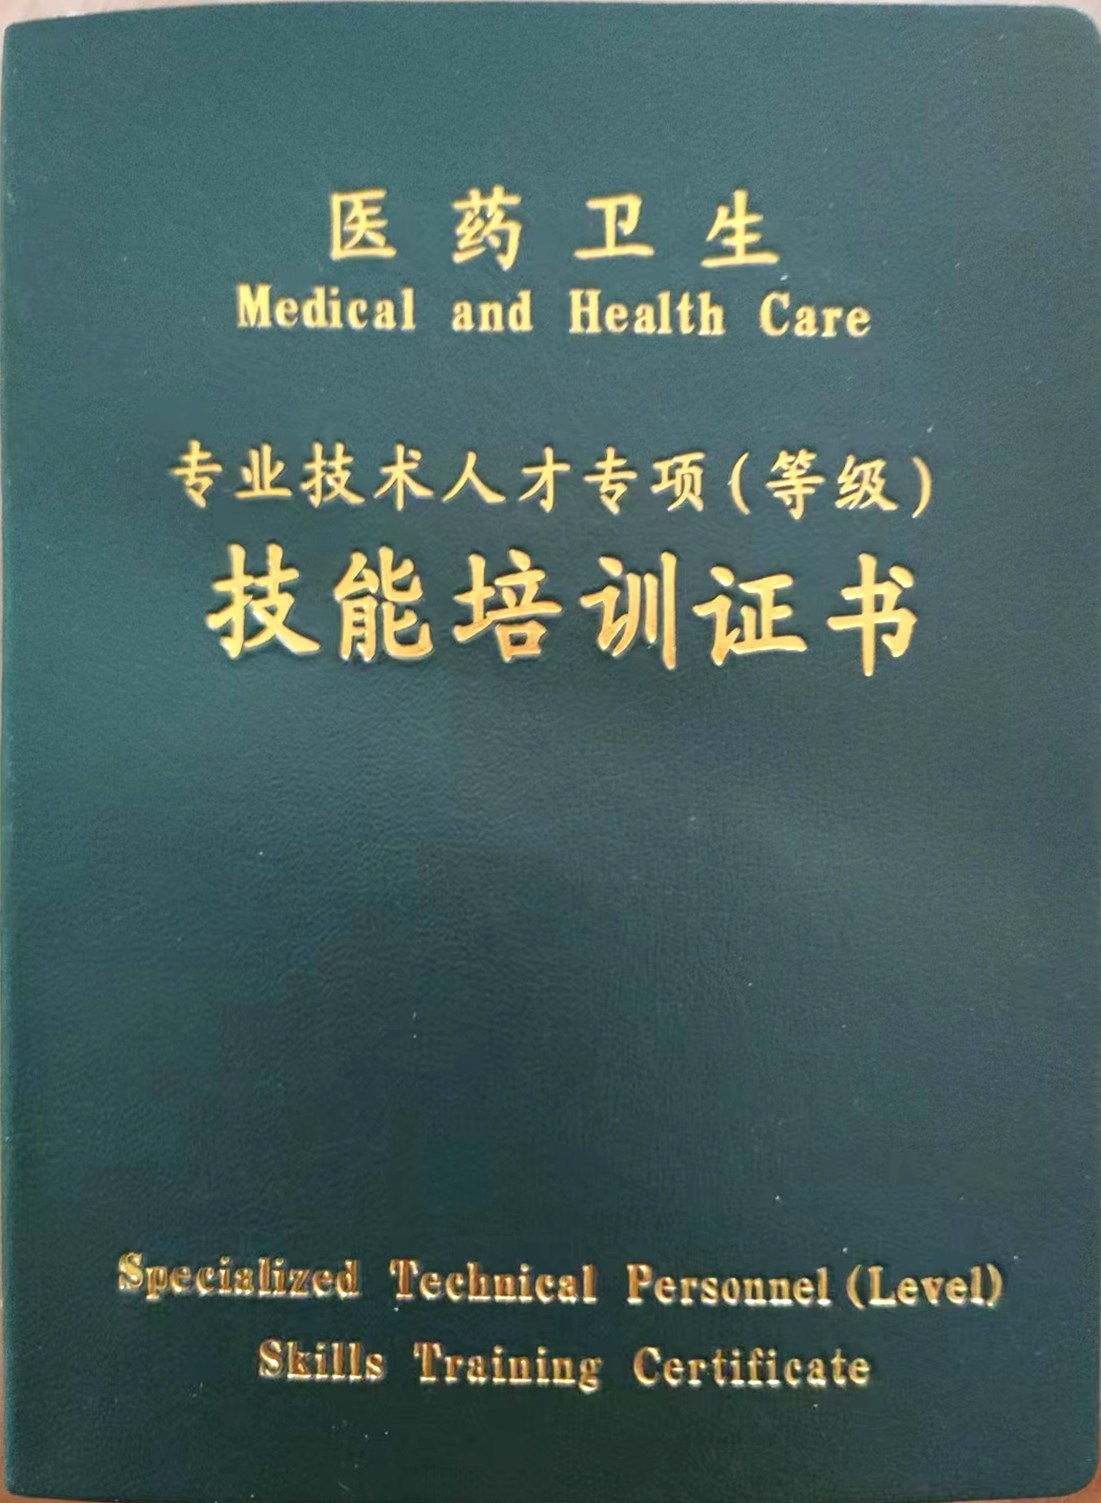 医药卫生
Medical and Health Care
专业技术人才专项(等级)
技能培训证书
Specialized Technical Personnel (Level)
Skills Training Certificate